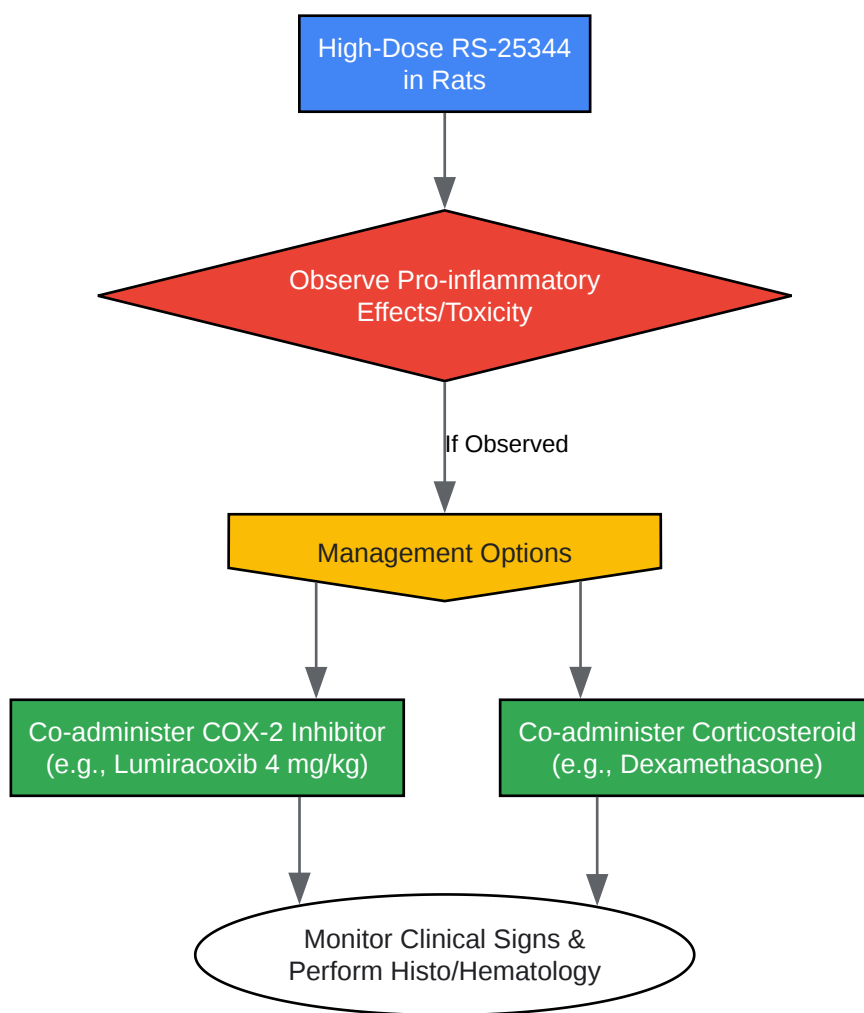 High-Dose RS-25344
in Rats
Observe Pro-inflammatory
Effects/Toxicity
If Observed
Management Options
Co-administer COX-2 Inhibitor
(e.g., Lumiracoxib 4 mg/kg)
Co-administer Corticosteroid
(e.g., Dexamethasone)
Monitor Clinical Signs &
Perform Histo/Hematology